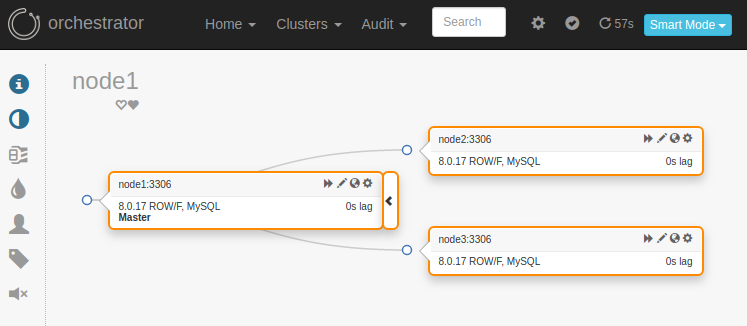 orchestrator Home Clusters Audit Search 57s Smart Mode
node1
node1:3306
8.0.17 ROW/F, MySQL 0s lag
Master
node2:3306
8.0.17 ROW/F, MySQL 0s lag
node3:3306
8.0.17 ROW/F, MySQL 0s lag